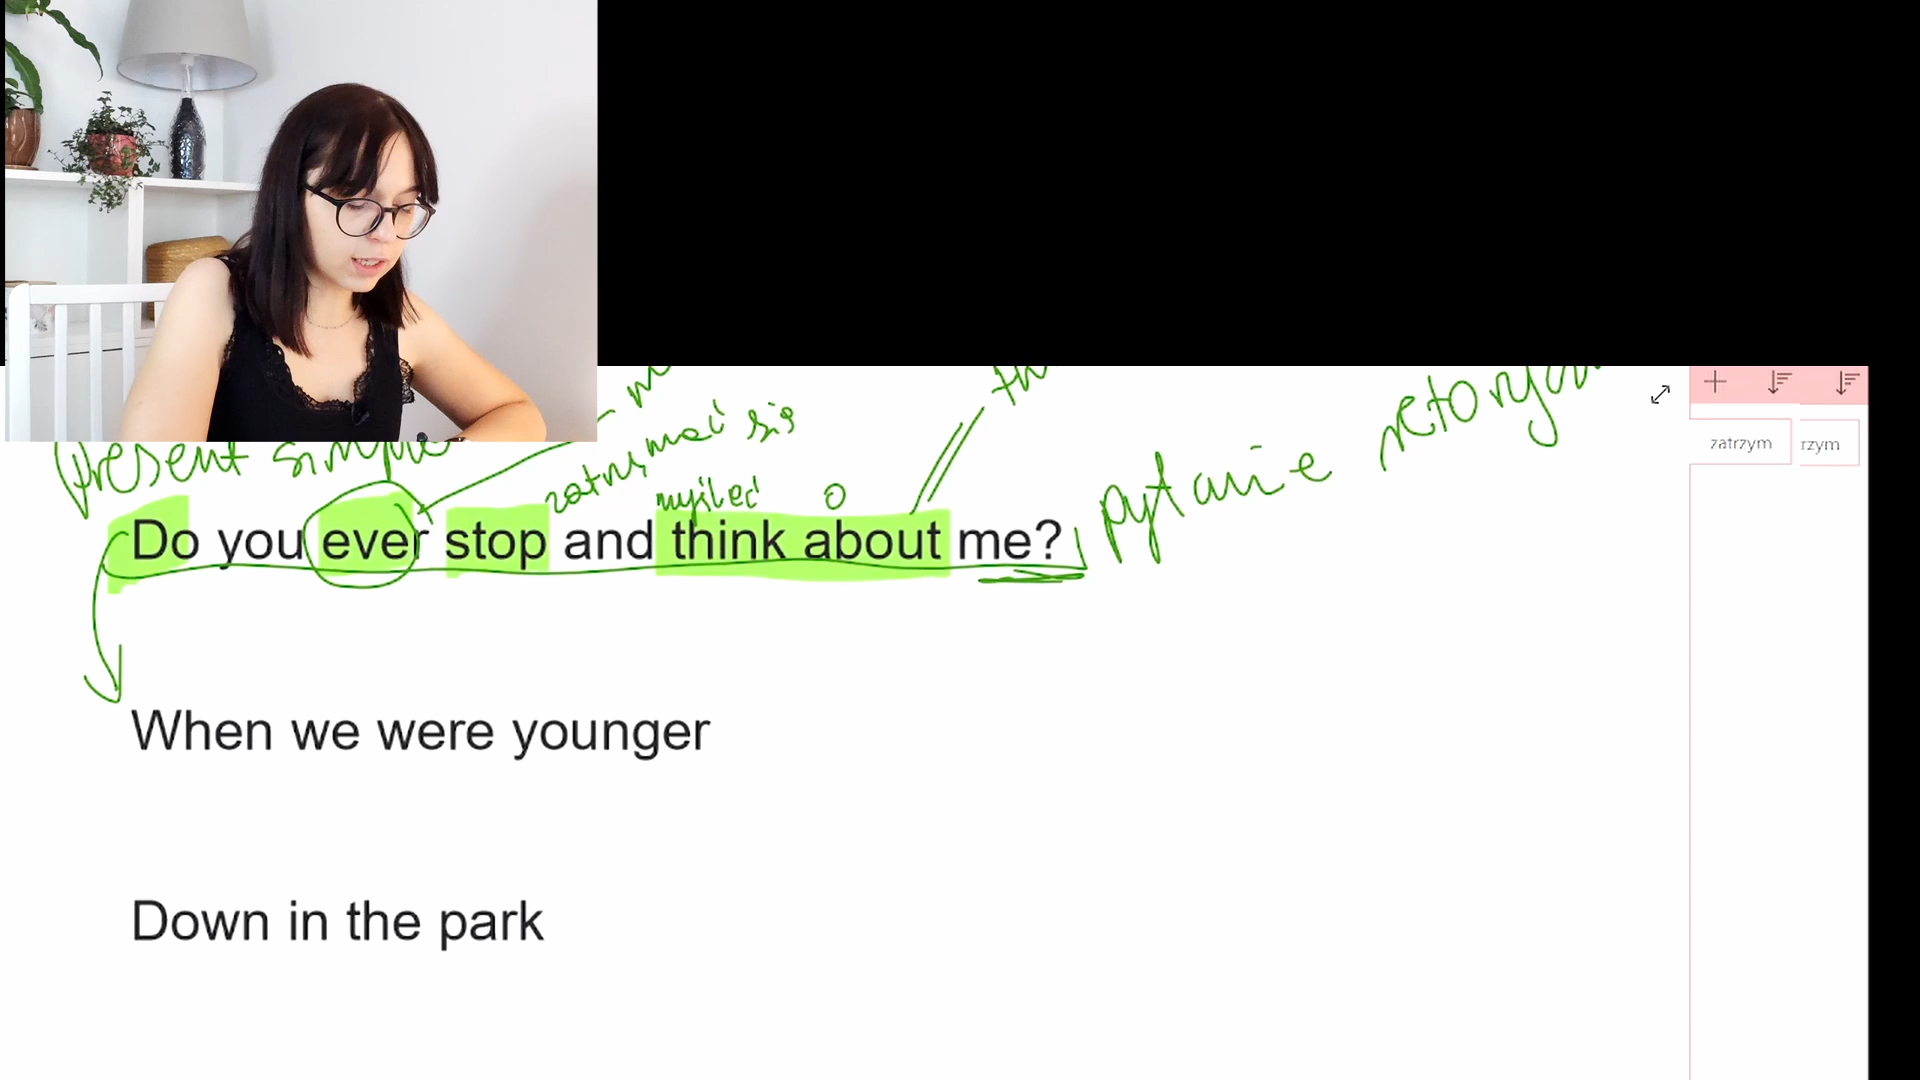 Present simple
zatrzymać się
myśleć o
pytanie
Do you ever stop and think about me?
When we were younger
Down in the park
zatrzym
rzym